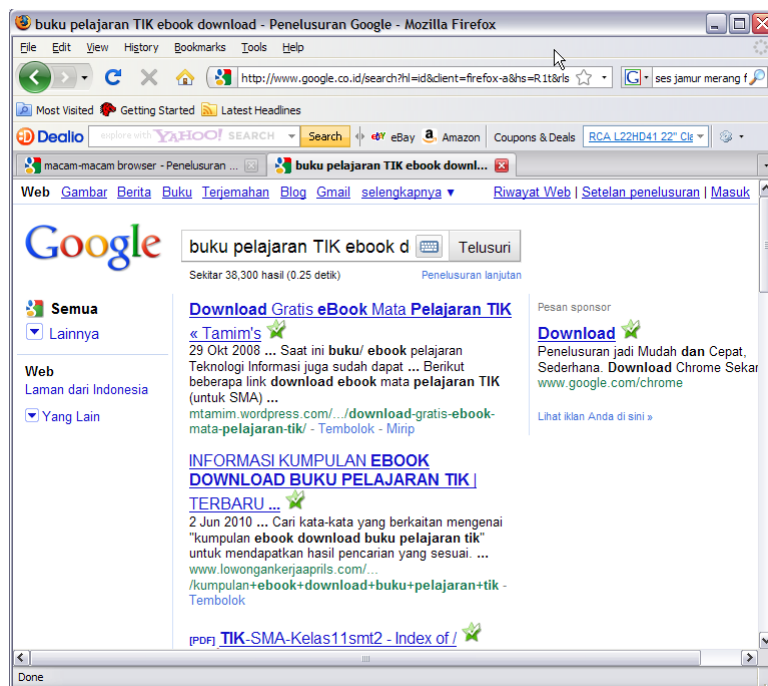 buku pelajaran TIK ebook download - Penelusuran Google - Mozilla Firefox
File Edit View History Bookmarks Tools Help
http://www.google.co.id/search?hl=id&client=firefox-a&hs=R1t&rls G ses jamur merang f
Most Visited Getting Started Latest Headlines
Dealio explore with YAHOO! SEARCH Search eBay Amazon Coupons & Deals RCA L22HD41 22" Cla
macam-macam browser - Penelusuran ... buku pelajaran TIK ebook downl...
Web Gambar Berita Buku Terjemahan Blog Gmail selengkapnya ▼ Riwayat Web | Setelan penelusuran | Masuk
Google buku pelajaran TIK ebook d Telusuri
Sekitar 38,300 hasil (0.25 detik) Penelusuran lanjutan
Semua
Lainnya
Web
Laman dari Indonesia
Yang Lain
Download Gratis eBook Mata Pelajaran TIK
« Tamim's
29 Okt 2008 ... Saat ini buku/ ebook pelajaran
Teknologi Informasi juga sudah dapat ... Berikut
beberapa link download ebook mata pelajaran TIK
(untuk SMA) ...
mtamim.wordpress.com/.../download-gratis-ebook-
mata-pelajaran-tik/ - Tembolok - Mirip
INFORMASI KUMPULAN EBOOK
DOWNLOAD BUKU PELAJARAN TIK |
TERBARU ...
2 Jun 2010 ... Cari kata-kata yang berkaitan mengenai
"kumpulan ebook download buku pelajaran tik"
untuk mendapatkan hasil pencarian yang sesuai. ...
www.lowongankerjaaprils.com/...
/kumpulan+ebook+download+buku+pelajaran+tik -
Tembolok
[PDF] TIK-SMA-Kelas11smt2 - Index of /
Pesan sponsor
Download
Penelusuran jadi Mudah dan Cepat,
Sederhana. Download Chrome Sekar
www.google.com/chrome
Lihat iklan Anda di sini »
Done